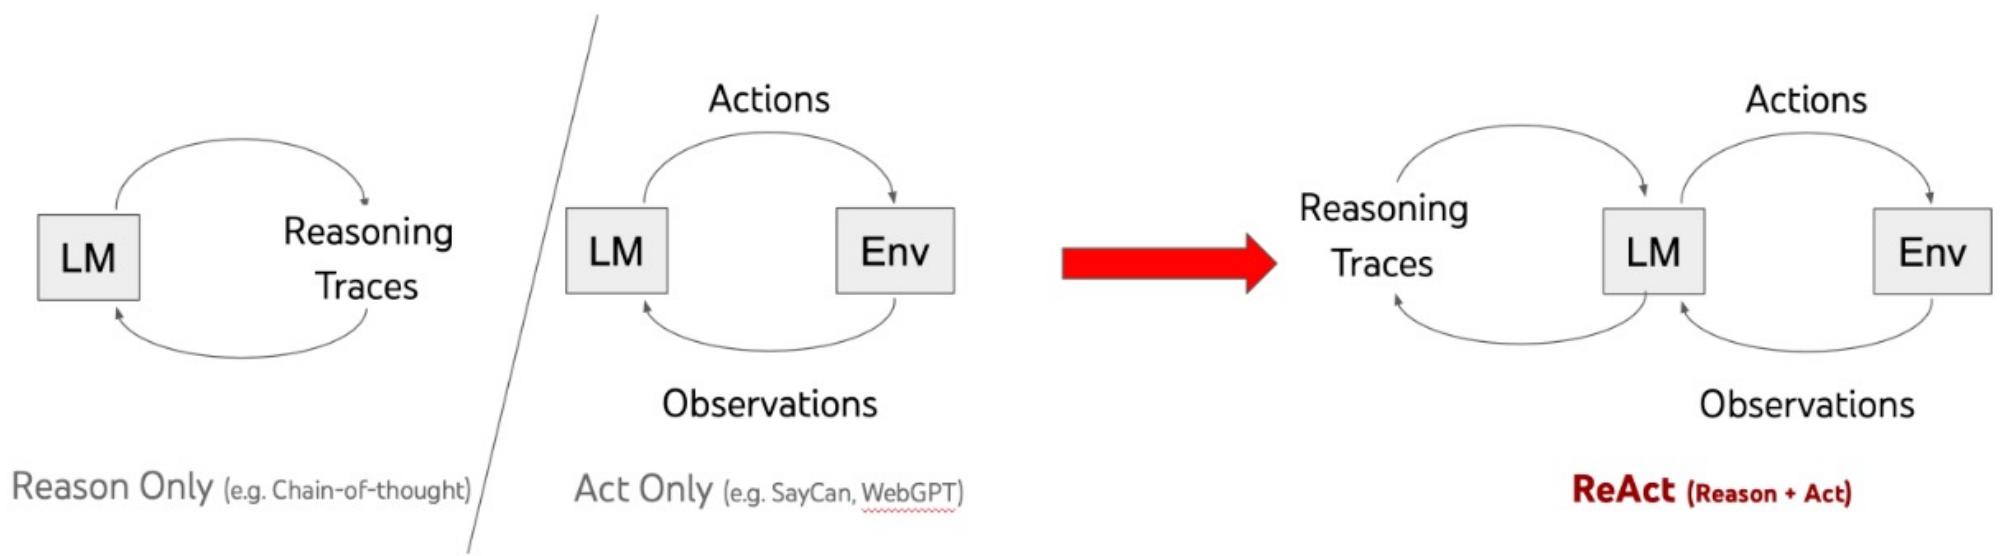 LM
Reasoning
Traces
Reason Only (e.g. Chain-of-thought)
Actions
LM
Env
Observations
Act Only (e.g. SayCan, WebGPT)
Actions
Reasoning
Traces
LM
Env
Observations
ReAct (Reason + Act)